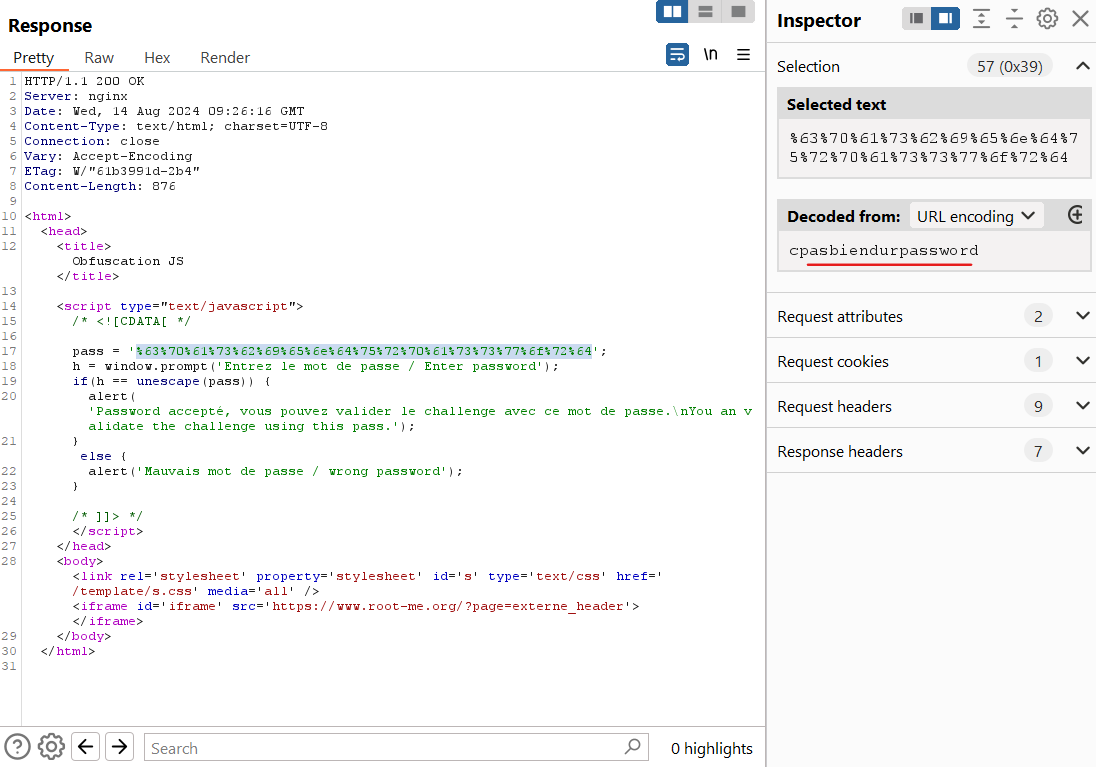 Response
Pretty Raw Hex Render \n
1 HTTP/1.1 200 OK
2 Server: nginx
3 Date: Wed, 14 Aug 2024 09:26:16 GMT
4 Content-Type: text/html; charset=UTF-8
5 Connection: close
6 Vary: Accept-Encoding
7 ETag: W/"61b3991d-2b4"
8 Content-Length: 876
9
10 <html>
11 <head>
12 <title>
Obfuscation JS
</title>
13
14 <script type="text/javascript">
15 /* <![CDATA[ */
16
17 pass = '%63%70%61%73%62%69%65%6e%64%75%72%70%61%73%73%77%6f%72%64';
18 h = window.prompt('Entrez le mot de passe / Enter password');
19 if(h == unescape(pass)) {
20 alert(
'Password accepté, vous pouvez valider le challenge avec ce mot de passe.\nYou an v
alidate the challenge using this pass.');
21 }
else {
22 alert('Mauvais mot de passe / wrong password');
23 }
24
25 /* ]]> */
26 </script>
27 </head>
28 <body>
<link rel='stylesheet' property='stylesheet' id='s' type='text/css' href='
/template/s.css' media='all' />
<iframe id='iframe' src='https://www.root-me.org/?page=externe_header'>
</iframe>
29 </body>
30 </html>
31
Search 0 highlights
Inspector
Selection 57 (0x39)
Selected text
%63%70%61%73%62%69%65%6e%64%7
5%72%70%61%73%73%77%6f%72%64
Decoded from: URL encoding
cpasbiendurpassword
Request attributes 2
Request cookies 1
Request headers 9
Response headers 7